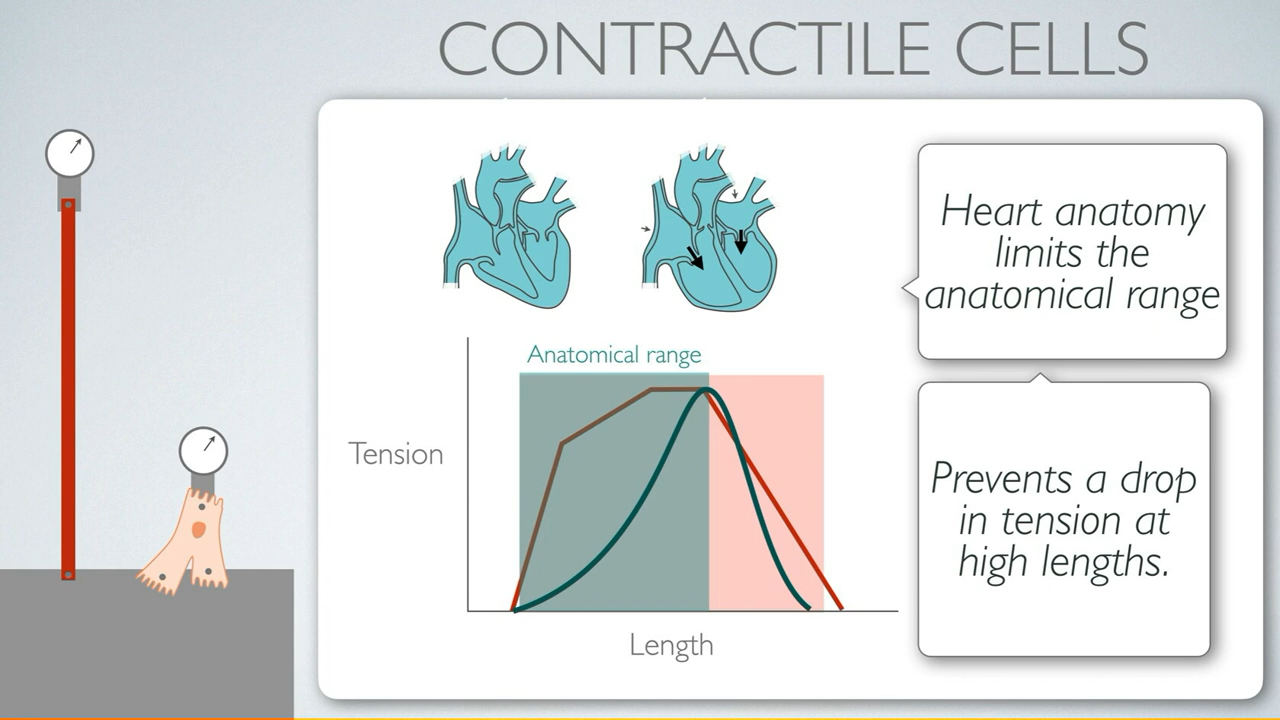 CONTRACTILE CELLS
Heart anatomy
limits the
anatomical range
Anatomical range
Tension
Length
Prevents a drop
in tension at
high lengths.